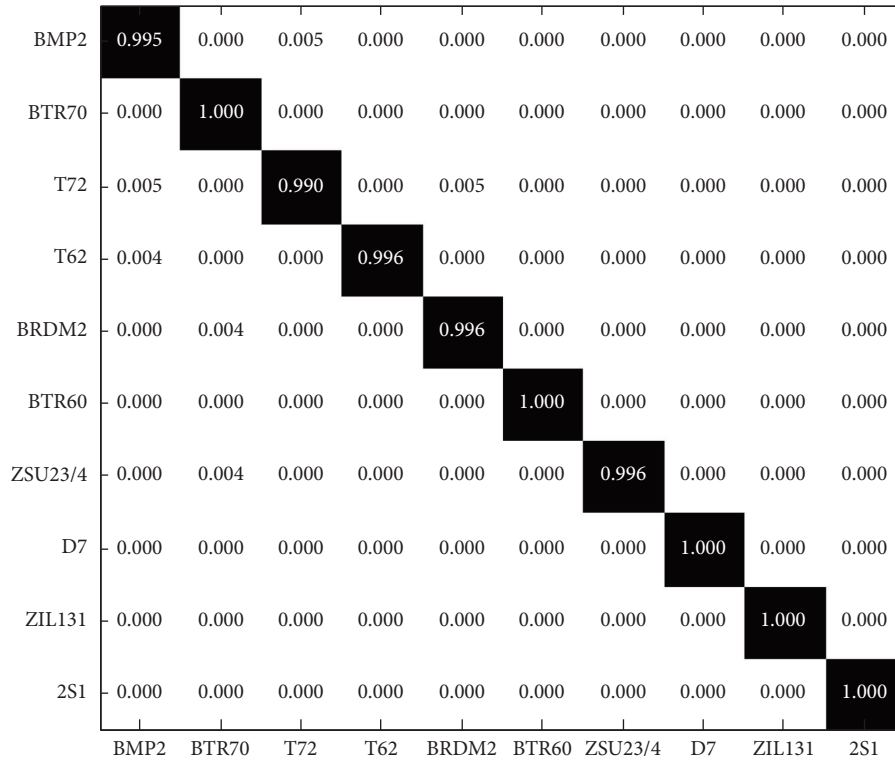 BMP2 0.995 0.000 0.005 0.000 0.000 0.000 0.000 0.000 0.000 0.000
BTR70 0.000 1.000 0.000 0.000 0.000 0.000 0.000 0.000 0.000 0.000
T72 0.005 0.000 0.990 0.000 0.005 0.000 0.000 0.000 0.000 0.000
T62 0.004 0.000 0.000 0.996 0.000 0.000 0.000 0.000 0.000 0.000
BRDM2 0.000 0.004 0.000 0.000 0.996 0.000 0.000 0.000 0.000 0.000
BTR60 0.000 0.000 0.000 0.000 0.000 1.000 0.000 0.000 0.000 0.000
ZSU23/4 0.000 0.004 0.000 0.000 0.000 0.000 0.996 0.000 0.000 0.000
D7 0.000 0.000 0.000 0.000 0.000 0.000 0.000 1.000 0.000 0.000
ZIL131 0.000 0.000 0.000 0.000 0.000 0.000 0.000 0.000 1.000 0.000
2S1 0.000 0.000 0.000 0.000 0.000 0.000 0.000 0.000 0.000 1.000
BMP2 BTR70 T72 T62 BRDM2 BTR60 ZSU23/4 D7 ZIL131 2S1